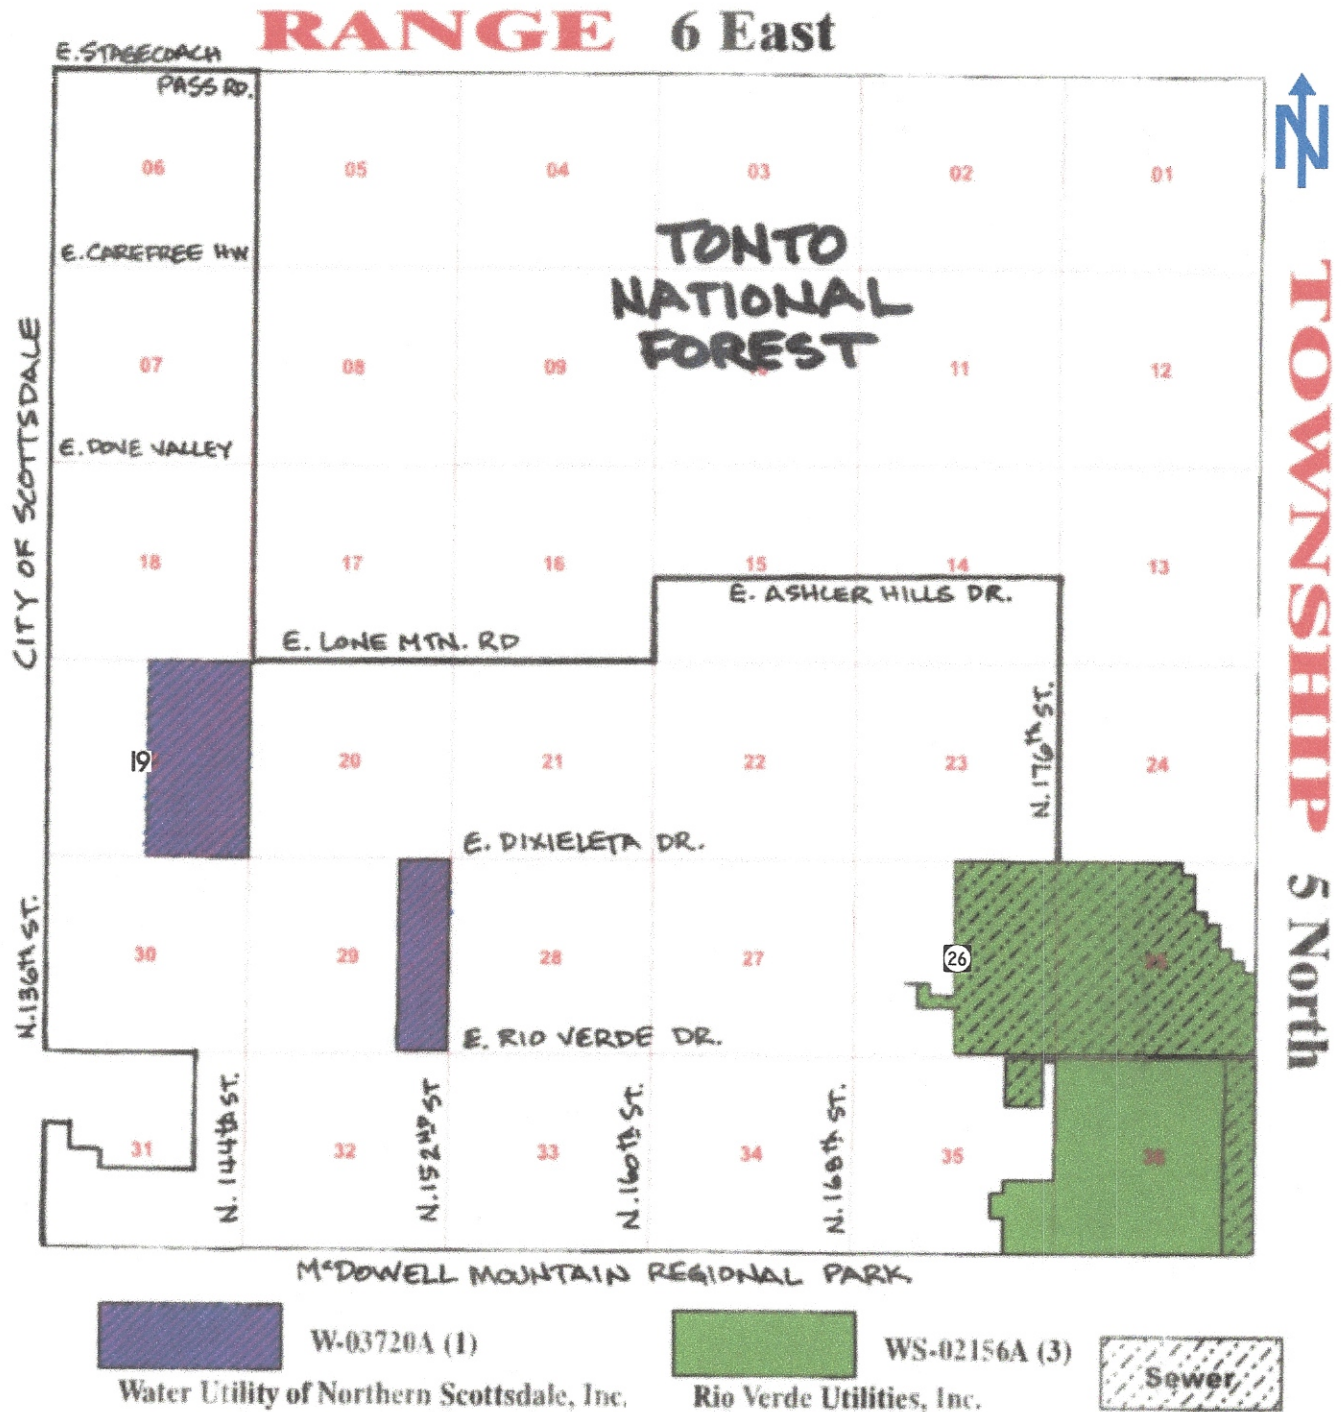 RANGE 6 East
E. STAGECOACH
PASS RD.
06 05 04 03 02 01
N
TONTO
NATIONAL
FOREST
E. CAREFREE HW
TOWNSHIP 5 North
CITY OF SCOTTSDALE
07 08 09 11 12
E. DOVE VALLEY
18 17 16 15 14 13
E. ASHLER HILLS DR.
E. LONE MTN. RD
N. 176th ST.
19 20 21 22 23 24
E. DIXIELETA DR.
N. 136th ST.
30 29 28 27 26
E. RIO VERDE DR.
N. 144th ST.
N. 152ND ST
N. 160th ST.
N. 168th ST.
31 32 33 34 35 36
McDOWELL MOUNTAIN REGIONAL PARK
W-03720A (1)
Water Utility of Northern Scottsdale, Inc.
WS-02156A (3)
Rio Verde Utilities, Inc.
Sewer